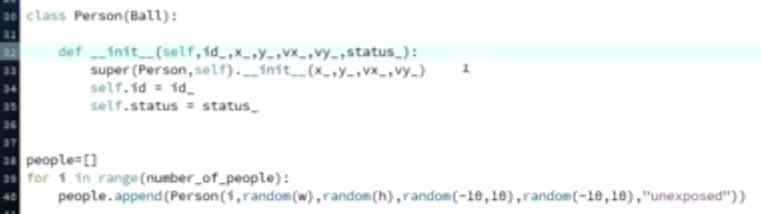 30 class Person(Ball):
31
32     def __init__(self,id_,x_,y_,vx_,vy_,status_):
33         super(Person,self).__init__(x_,y_,vx_,vy_)
34         self.id = id_
35         self.status = status_
36
37
38 people=[]
39 for i in range(number_of_people):
40     people.append(Person(i,random(w),random(h),random(-10,10),random(-10,10),"unexposed"))